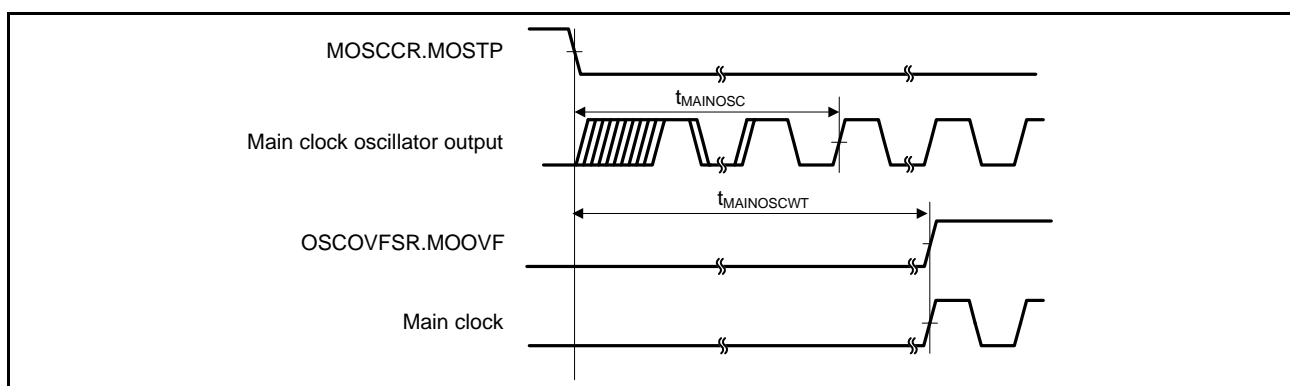 MOSCCR.MOSTP
tMAINOSC
Main clock oscillator output
tMAINOSCWT
OSCOVFSR.MOOVF
Main clock